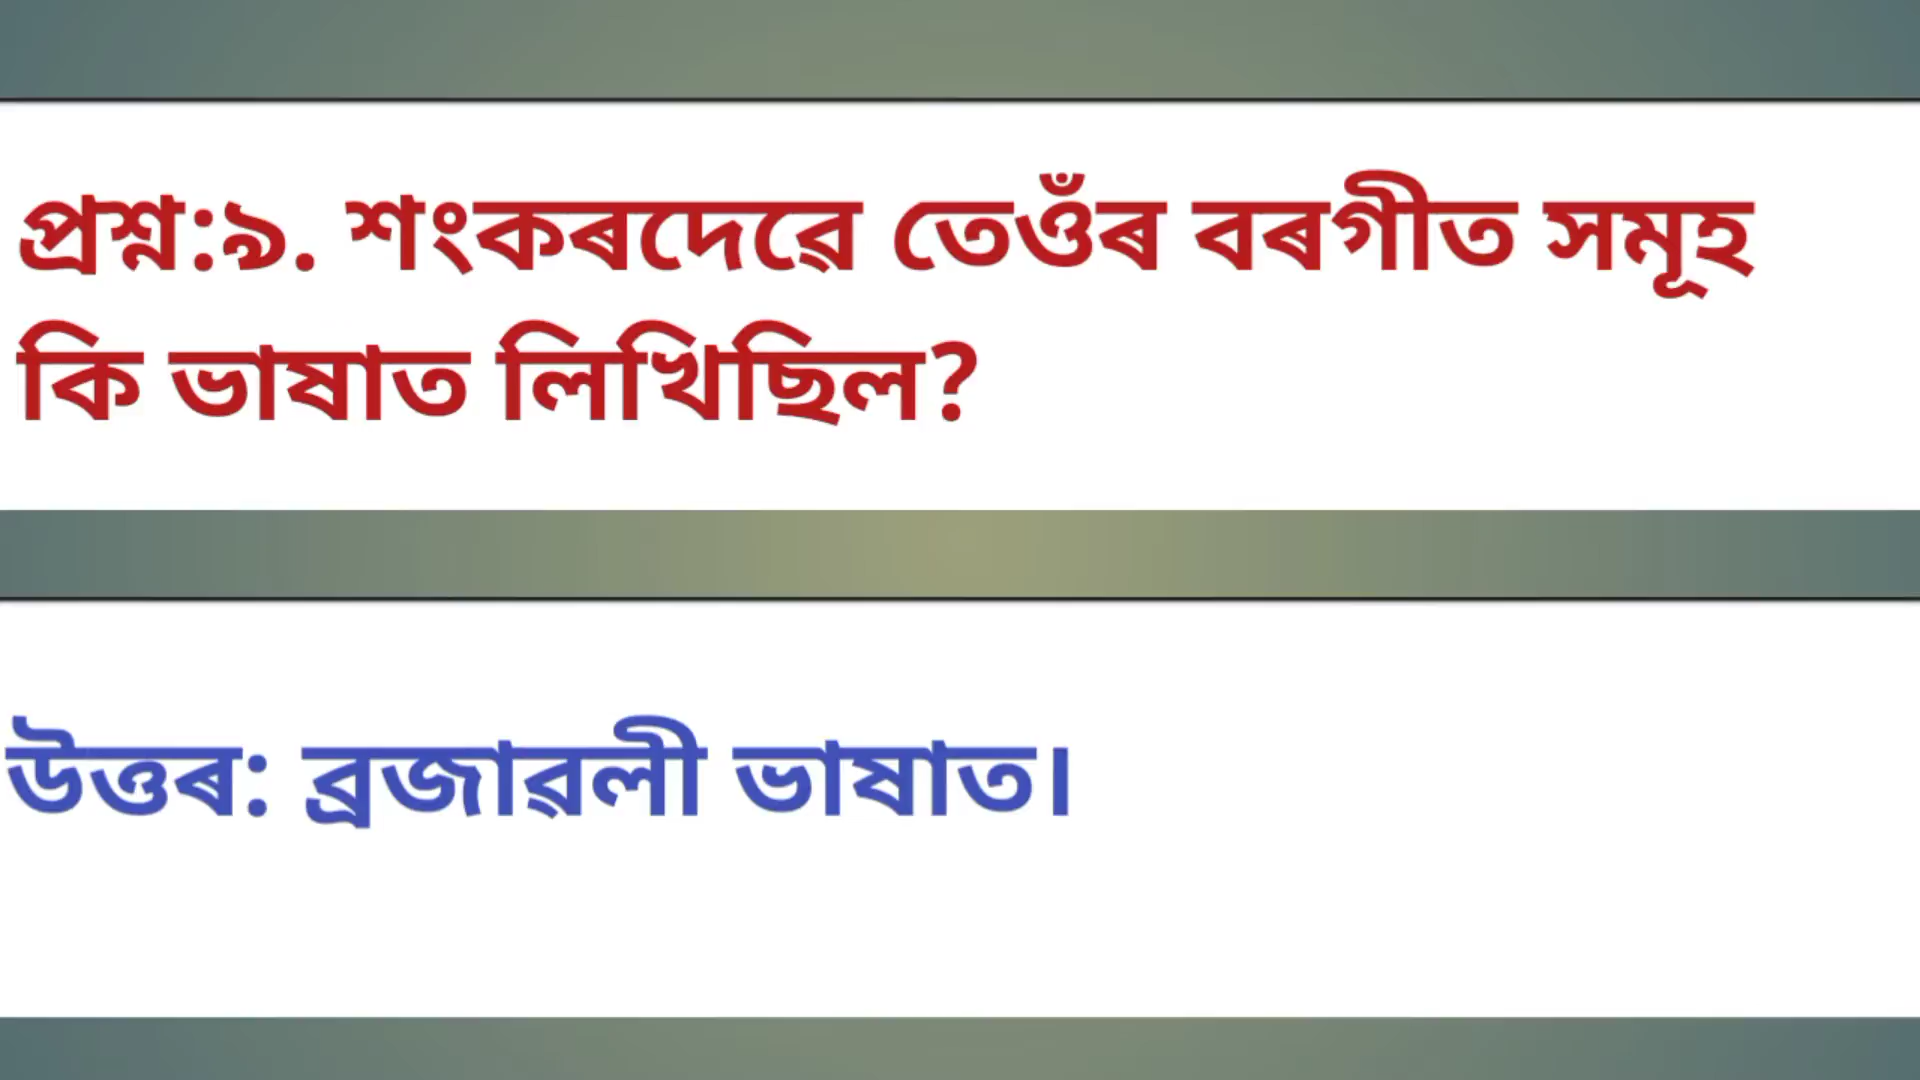 প্ৰশ্ন:৯. শংকৰদেৱে তেওঁৰ বৰগীত সমূহ
কি ভাষাত লিখিছিল?
উত্তৰ: ব্ৰজাৱলী ভাষাত।